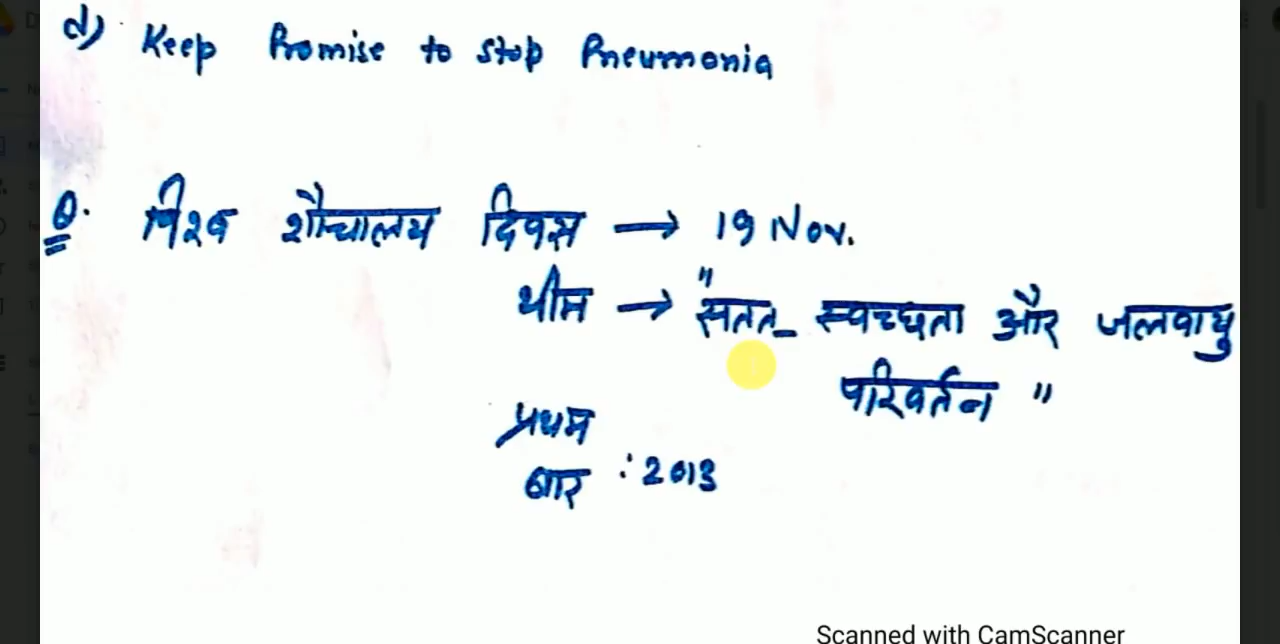 d) Keep Promise to stop Pneumonia
Q. विश्व शौचालय दिवस → 19 Nov.
थीम → "सतत स्वच्छता और जलवायु
परिवर्तन"
प्रथम
बार : 2013
Scanned with CamScanner